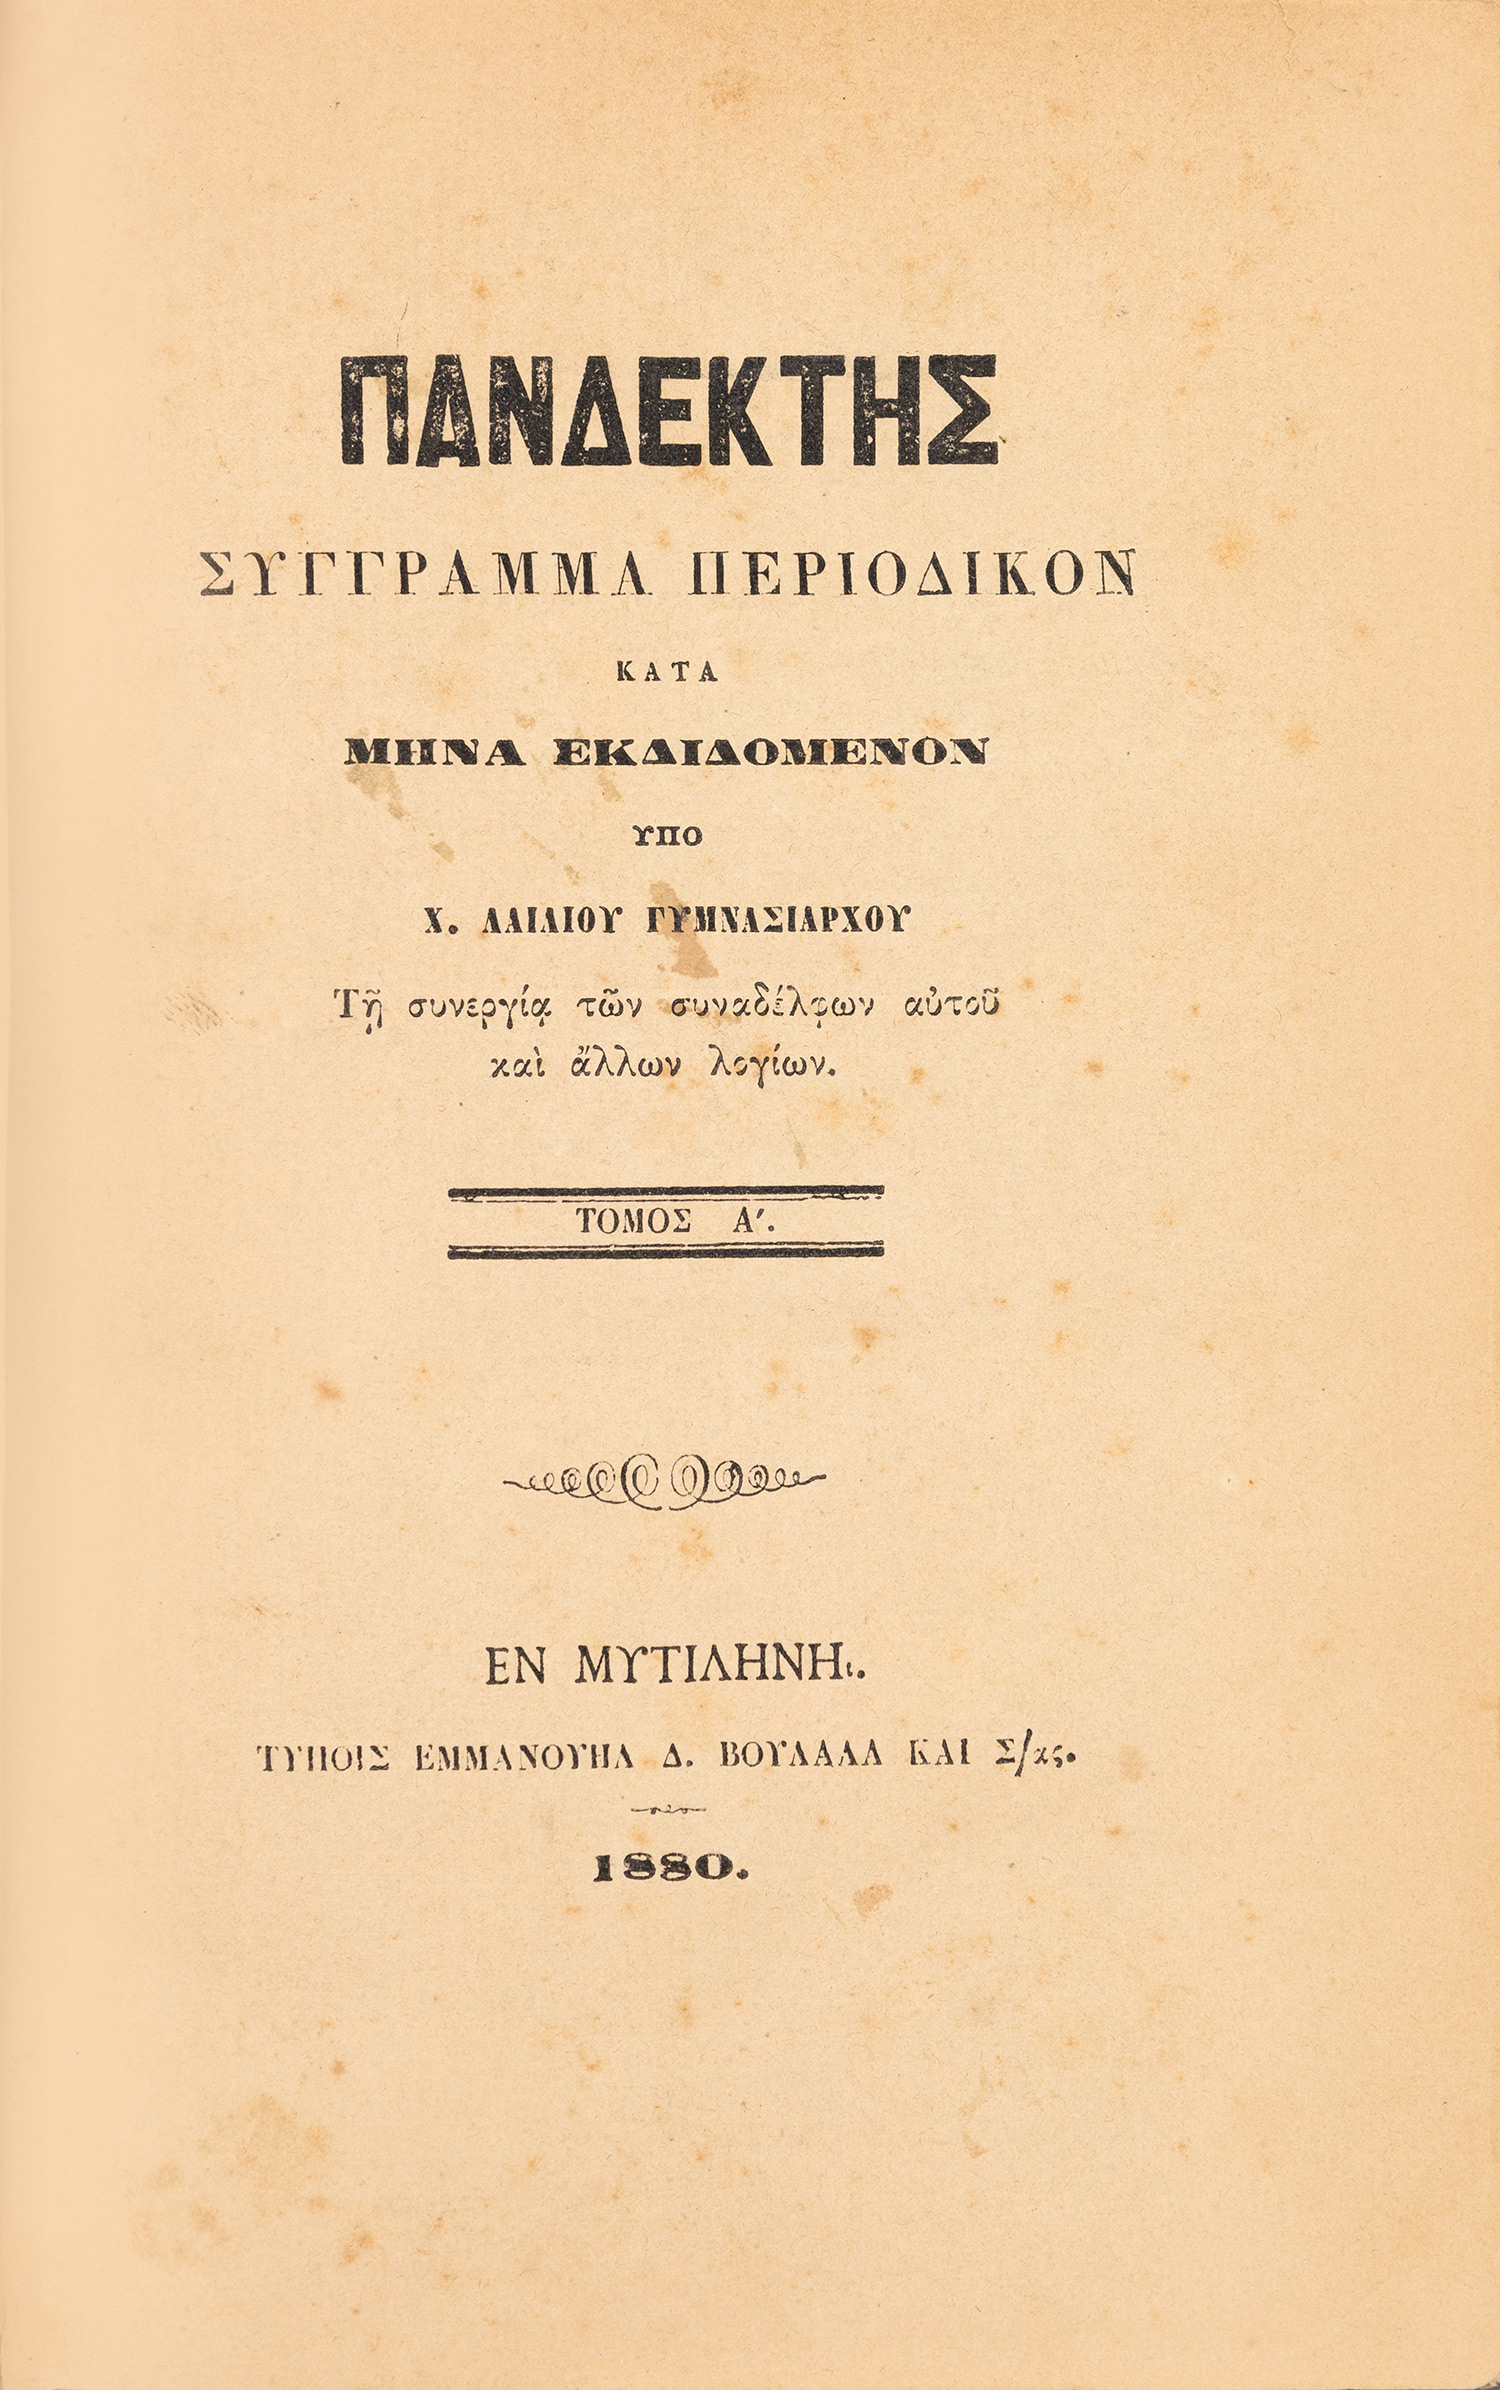 ΠΑΝΔΕΚΤΗΣ
ΣΥΓΓΡΑΜΜΑ ΠΕΡΙΟΔΙΚΟΝ
ΚΑΤΑ
ΜΗΝΑ ΕΚΔΙΔΟΜΕΝΟΝ
ΥΠΟ
Χ. ΛΑΙΛΙΟΥ ΓΥΜΝΑΣΙΑΡΧΟΥ
Τῇ συνεργίᾳ τῶν συναδέλφων αὐτοῦ
καὶ ἄλλων λογίων.
ΤΟΜΟΣ Α΄.
ΕΝ ΜΥΤΙΛΗΝΗι.
ΤΥΠΟΙΣ ΕΜΜΑΝΟΥΗΛ Δ. ΒΟΥΛΑΛΑ ΚΑΙ Σ/ας.
1880.